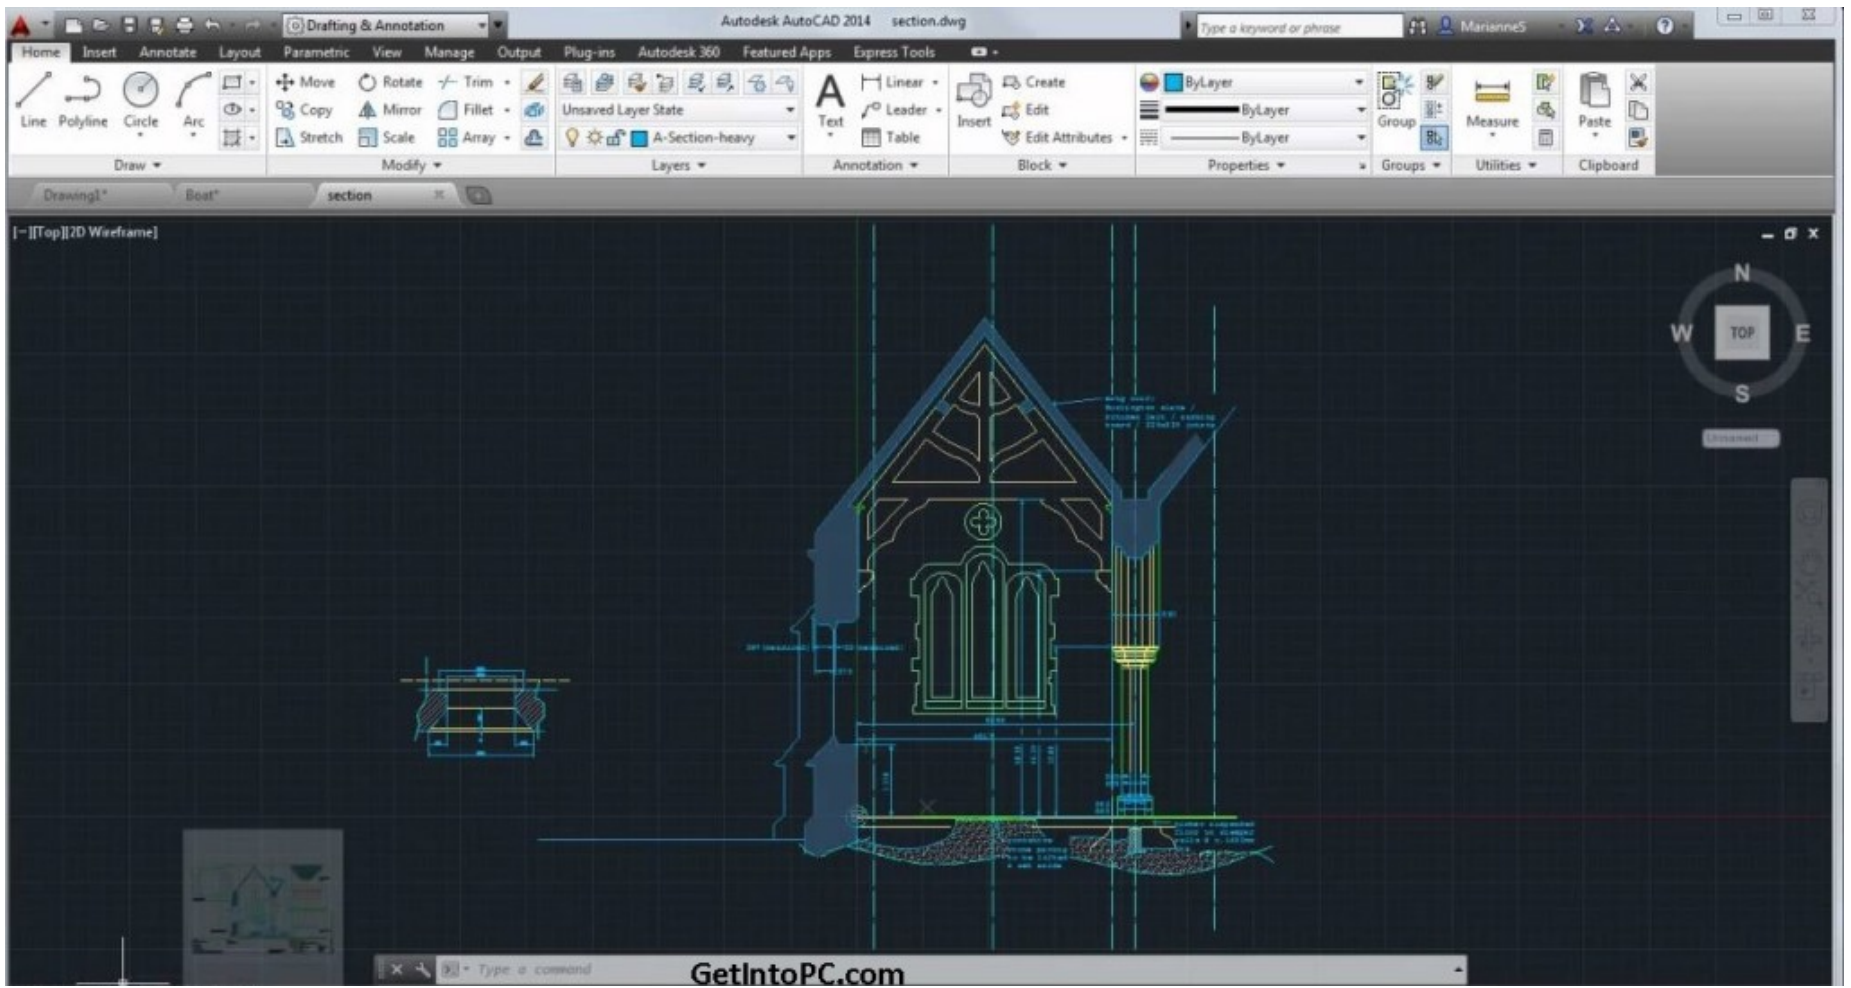 Drafting & Annotation
Autodesk AutoCAD 2014 section.dwg
Type a keyword or phrase
MarianneS
Home Insert Annotate Layout Parametric View Manage Output Plug-ins Autodesk 360 Featured Apps Express Tools
Move Rotate Trim
Linear
Create
ByLayer
Copy Mirror Fillet
Unsaved Layer State
Leader
Edit
ByLayer
Line Polyline Circle Arc
Text
Insert
Group
Measure
Paste
Stretch Scale Array
A-Section-heavy
Table
Edit Attributes
ByLayer
Draw Modify Layers Annotation Block Properties Groups Utilities Clipboard
Drawing1* Boat* section
[-][Top][2D Wireframe]
N
W TOP E
S
Unnamed
Type a command
GetIntoPC.com